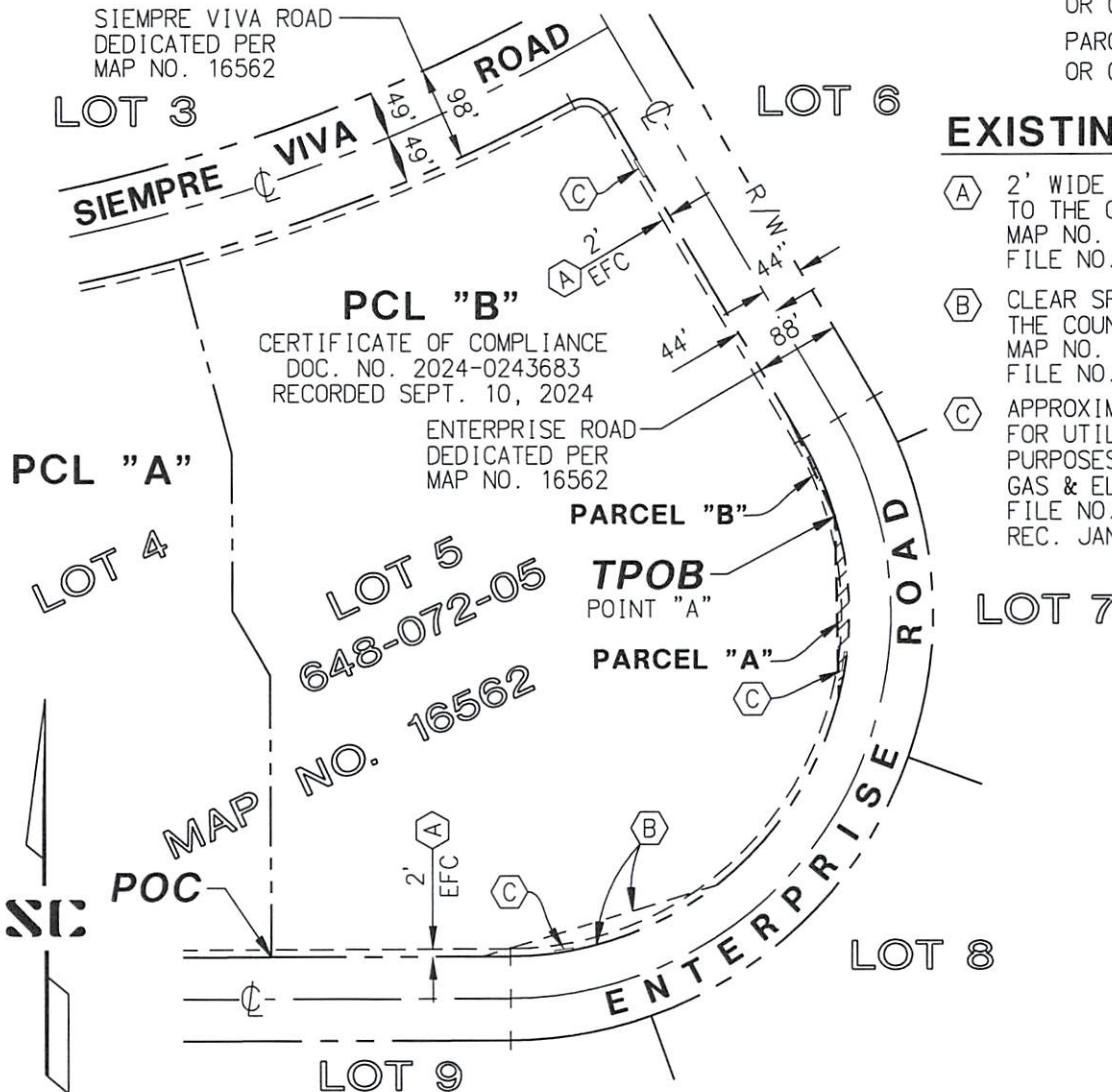 SIEMPRE VIVA ROAD
DEDICATED PER
MAP NO. 16562
LOT 3
SIEMPRE VIVA ROAD
℄
49'
49'
98'
℄
LOT 6
R/W
OR C
PARC
OR C
EXISTIN
A 2' WIDE
TO THE C
MAP NO.
FILE NO.
B CLEAR SP
THE COUN
MAP NO.
FILE NO.
C APPROXIM
FOR UTIL
PURPOSES
GAS & EL
FILE NO.
REC. JAN
C
A 2'
EFC
44"
44'
88'
PCL "B"
CERTIFICATE OF COMPLIANCE
DOC. NO. 2024-0243683
RECORDED SEPT. 10, 2024
ENTERPRISE ROAD
DEDICATED PER
MAP NO. 16562
PCL "A"
LOT 4
LOT 5
648-072-05
MAP NO. 16562
PARCEL "B"
TPOB
POINT "A"
PARCEL "A"
C
LOT 7
ENTERPRISE ROAD
A
2'
EFC
C
B
POC
SC
℄
LOT 8
LOT 9